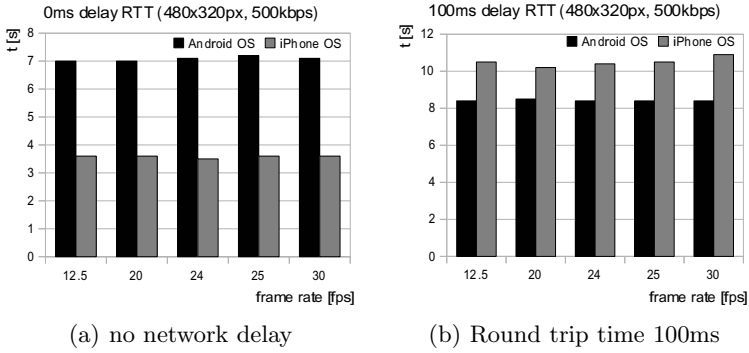 0ms delay RTT (480x320px, 500kbps)
t [s]
Android OS iPhone OS
8
7
6
5
4
3
2
1
0
12.5 20 24 25 30
frame rate [fps]
(a) no network delay
100ms delay RTT (480x320px, 500kbps)
t [s]
Android OS iPhone OS
12
10
8
6
4
2
0
12.5 20 24 25 30
frame rate [fps]
(b) Round trip time 100ms